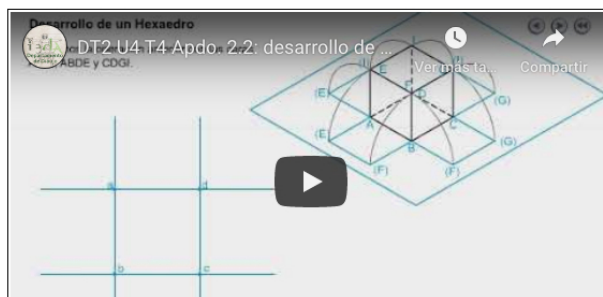 Desarrollo de un Hexaedro
DT2 U4 T4 Apdo. 2.2: desarrollo de ...
Ver más ta...
Compartir
ABDE y CDGI.
E
D
(E)
(G)
A
C
(E)
B
(G)
(F)
(F)
a
d
b
c